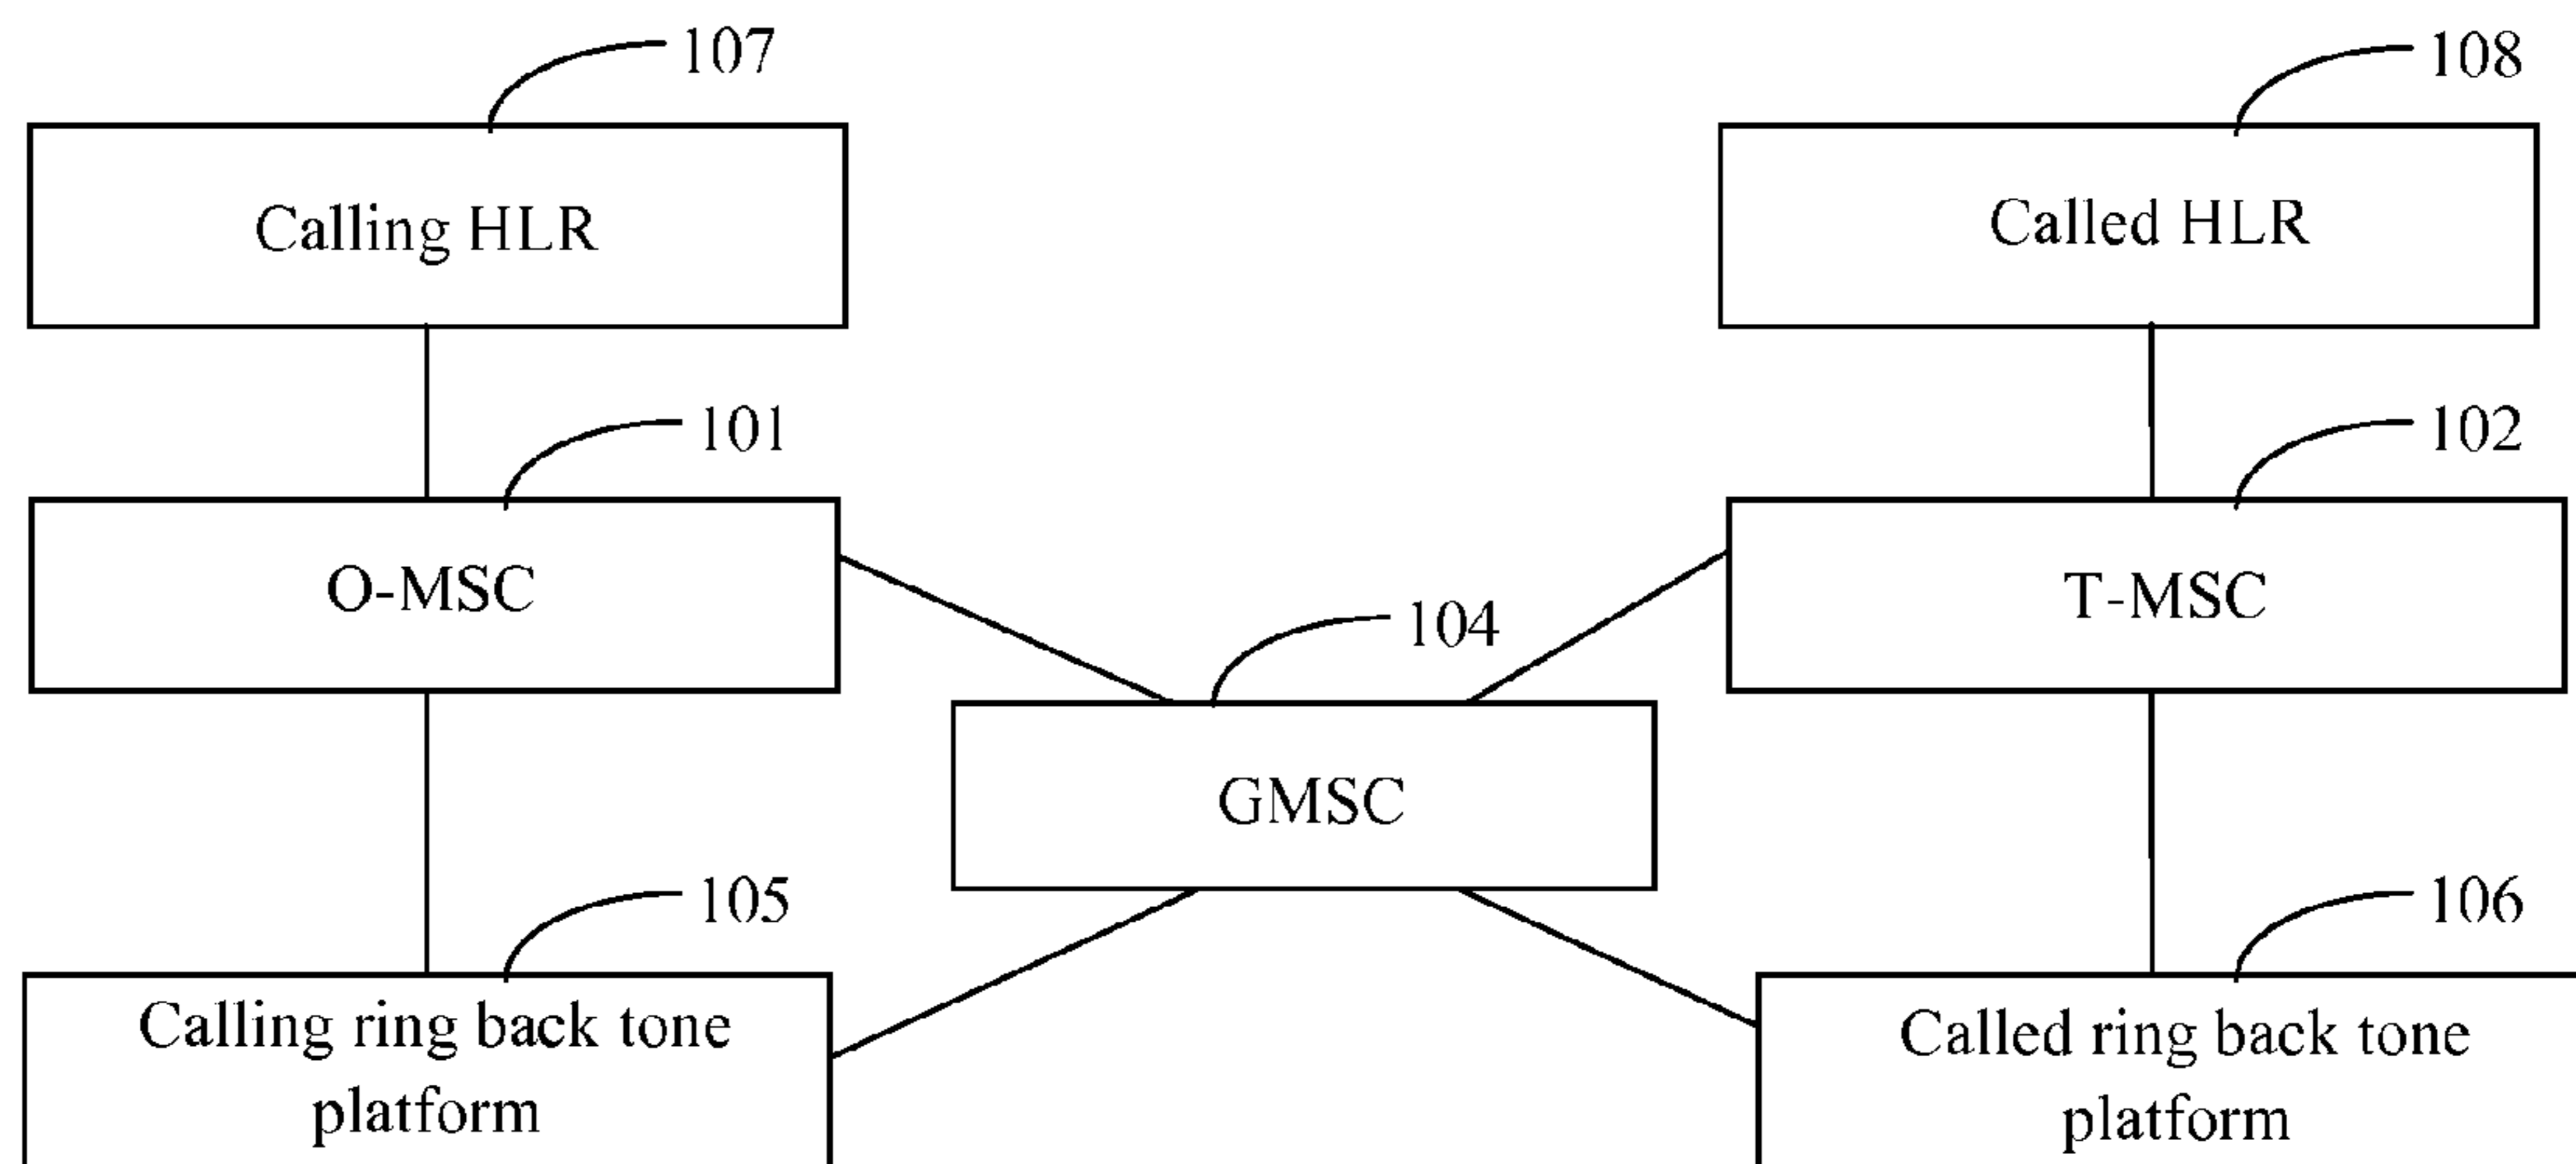 107
108
Calling HLR
Called HLR
101
102
O-MSC
T-MSC
104
GMSC
105
106
Calling ring back tone
platform
Called ring back tone
platform